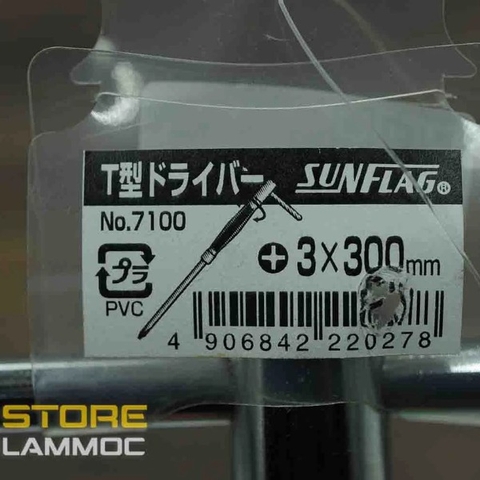 T型ドライバー SUNFLAG®
No.7100
3×300mm
プラ
PVC
4 906842 220278
STORE
LAMMOC